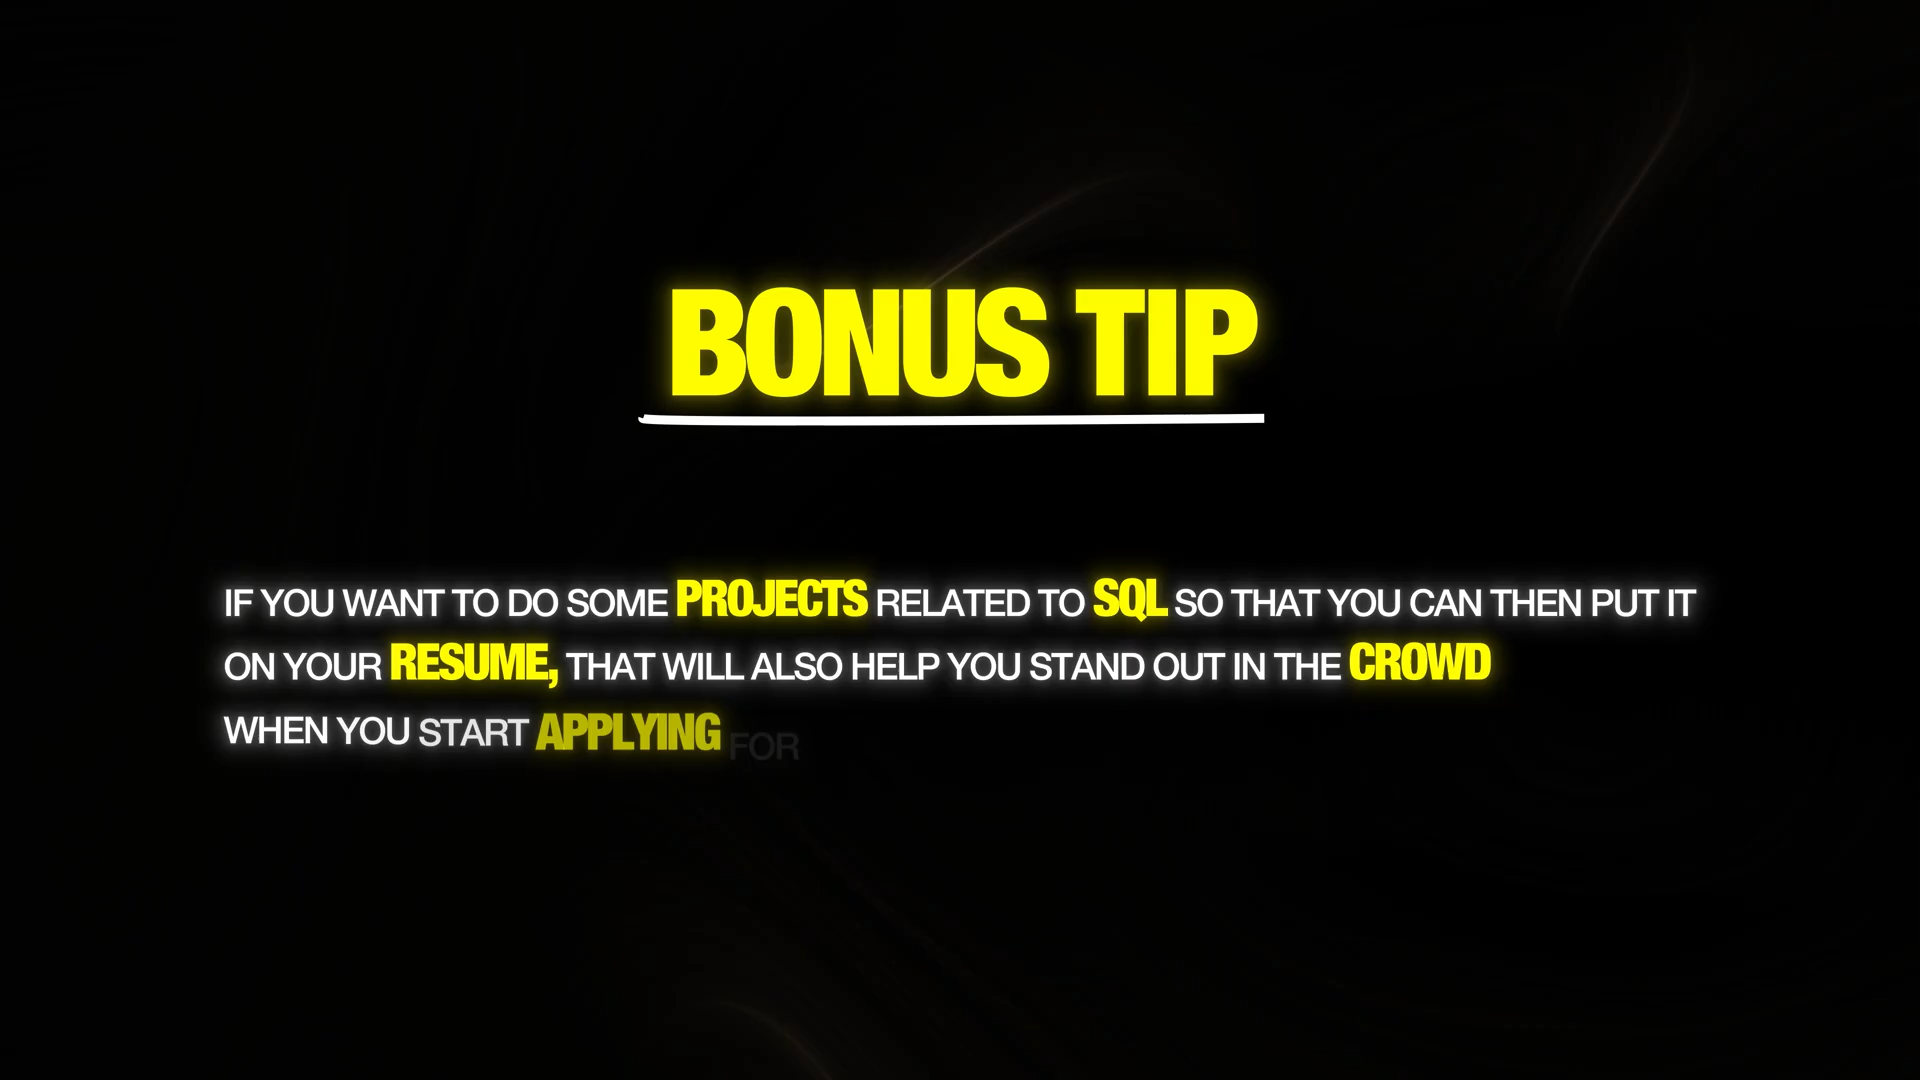 BONUS TIP
IF YOU WANT TO DO SOME PROJECTS RELATED TO SQL SO THAT YOU CAN THEN PUT IT
ON YOUR RESUME, THAT WILL ALSO HELP YOU STAND OUT IN THE CROWD
WHEN YOU START APPLYING FOR